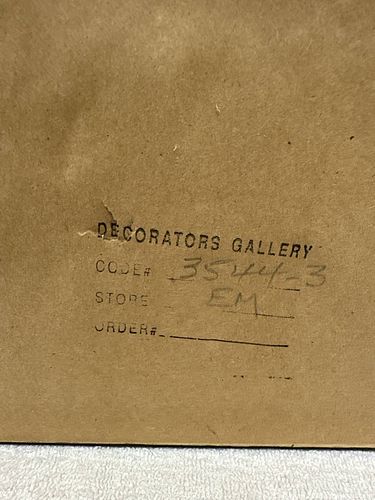 DECORATORS GALLERY
CODE# 3544-3
STORE EM
ORDER#